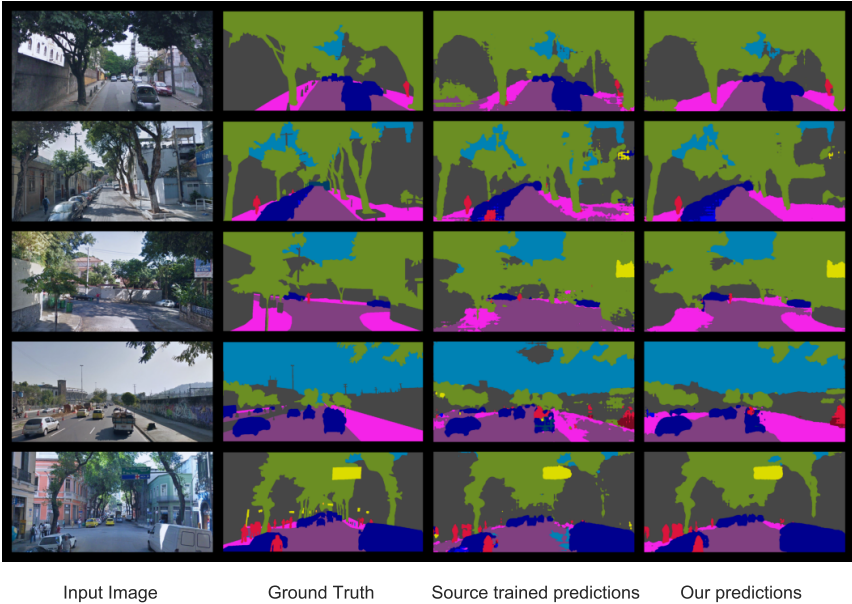 Input Image
Ground Truth
Source trained predictions
Our predictions